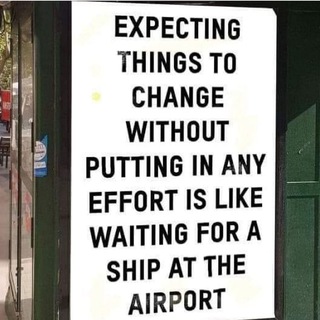 EXPECTING
THINGS TO
CHANGE
WITHOUT
PUTTING IN ANY
EFFORT IS LIKE
WAITING FOR A
SHIP AT THE
AIRPORT